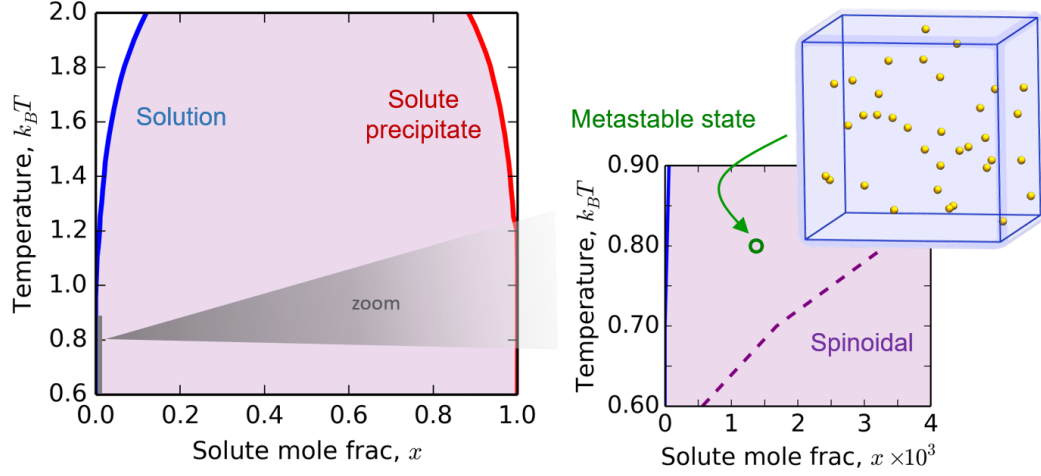 2.0
1.8
1.6
1.4
1.2
1.0
0.8
0.6
Temperature, k_BT
Solution
Solute
precipitate
zoom
0.0
0.2
0.4
0.6
0.8
1.0
Solute mole frac, x
Metastable state
0.90
0.80
0.70
0.60
Temperature, k_BT
Spinoidal
0
1
2
3
4
Solute mole frac, x ×10³